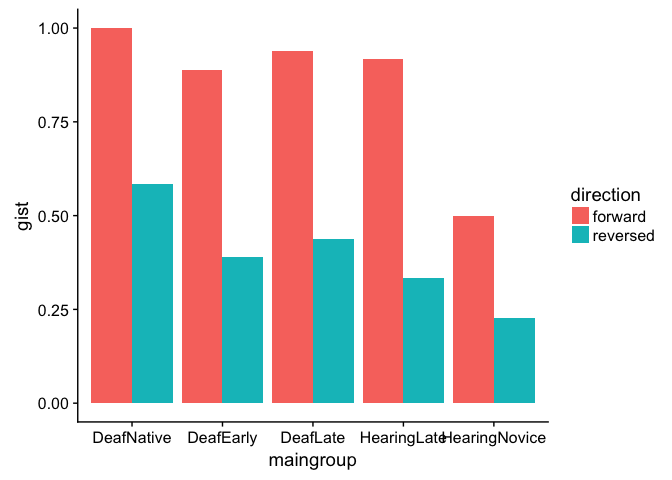 1.00
0.75
0.50
0.25
0.00
gist
DeafNative DeafEarly DeafLate HearingLate HearingNovice
maingroup
direction
forward
reversed